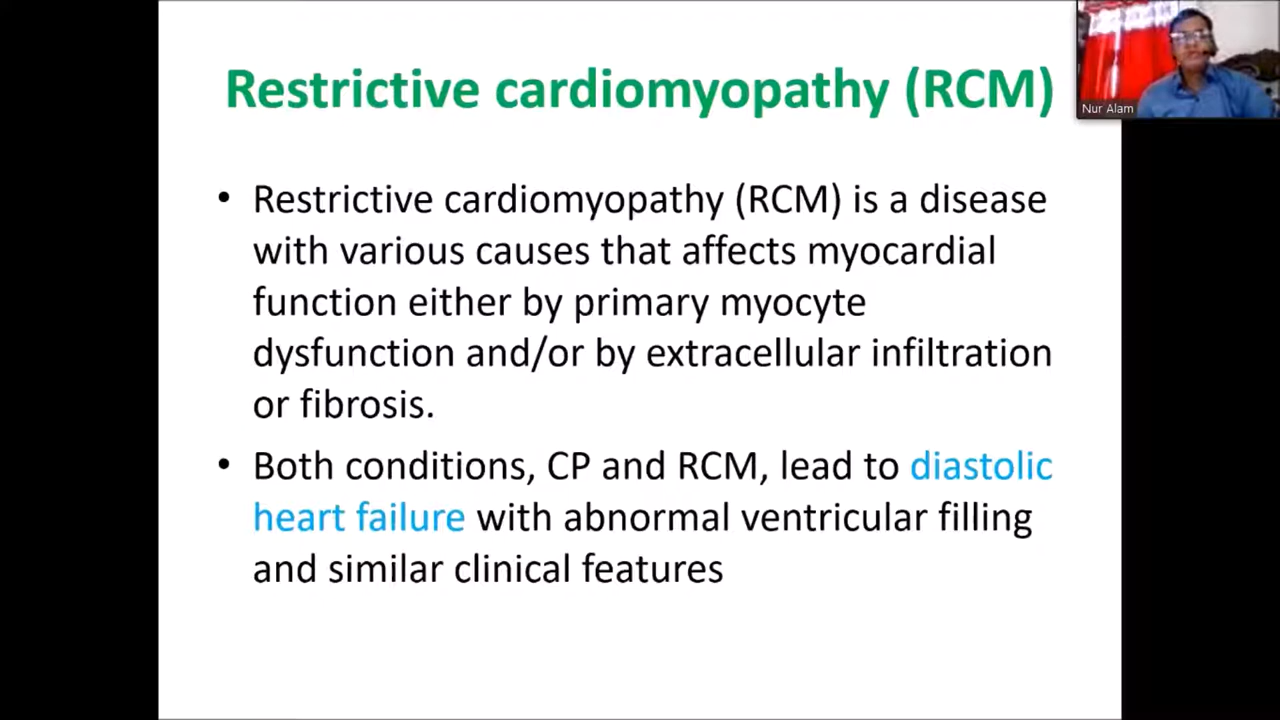 Restrictive cardiomyopathy (RCM)
Nur Alam
• Restrictive cardiomyopathy (RCM) is a disease
with various causes that affects myocardial
function either by primary myocyte
dysfunction and/or by extracellular infiltration
or fibrosis.
• Both conditions, CP and RCM, lead to diastolic
heart failure with abnormal ventricular filling
and similar clinical features